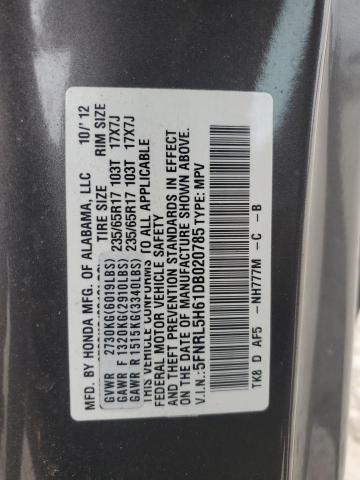 MFD. BY HONDA MFG. OF ALABAMA, LLC 10/'12
TIRE SIZE RIM SIZE
GVWR 2730KG(6019LBS)
GAWR F 1320KG(2910LBS) 235/65R17 103T 17X7J
GAWR R 1515KG(3340LBS) 235/65R17 103T 17X7J
THIS VEHICLE CONFORMS TO ALL APPLICABLE
FEDERAL MOTOR VEHICLE SAFETY
AND THEFT PREVENTION STANDARDS IN EFFECT
ON THE DATE OF MANUFACTURE SHOWN ABOVE.
V.I.N.:5FNRL5H61DB020785 TYPE: MPV
TK8 D AF5 -NH777M -C -B